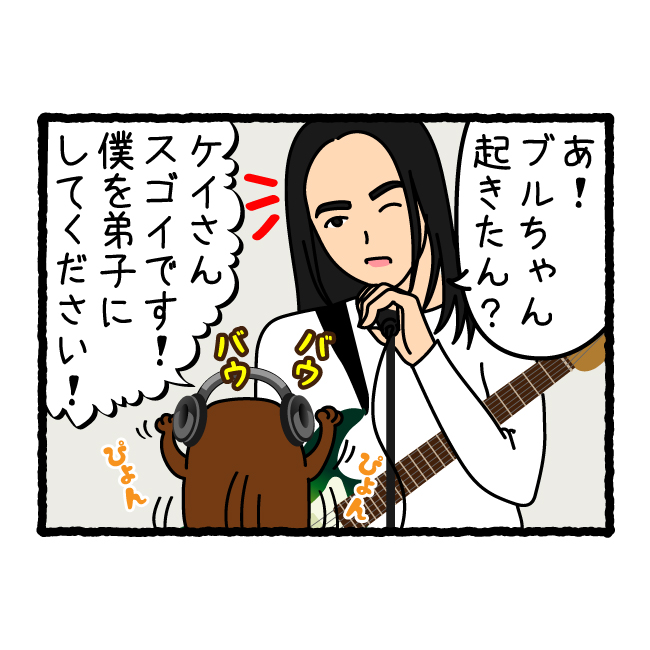 あ!
ブルちゃん
起きたん?
ケイさん
スゴイです!
僕を弟子に
してください!
バウ
バウ
ぴょん
ぴょん